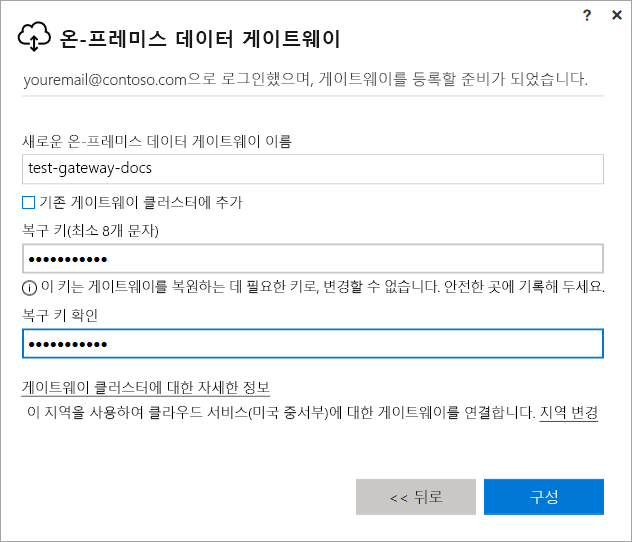 ? ×
온-프레미스 데이터 게이트웨이
youremail@contoso.com으로 로그인했으며, 게이트웨이를 등록할 준비가 되었습니다.
새로운 온-프레미스 데이터 게이트웨이 이름
test-gateway-docs
기존 게이트웨이 클러스터에 추가
복구 키(최소 8개 문자)
●●●●●●●●●●●
이 키는 게이트웨이를 복원하는 데 필요한 키로, 변경할 수 없습니다. 안전한 곳에 기록해 두세요.
복구 키 확인
●●●●●●●●●●●
게이트웨이 클러스터에 대한 자세한 정보
이 지역을 사용하여 클라우드 서비스(미국 중서부)에 대한 게이트웨이를 연결합니다. 지역 변경
<< 뒤로 구성